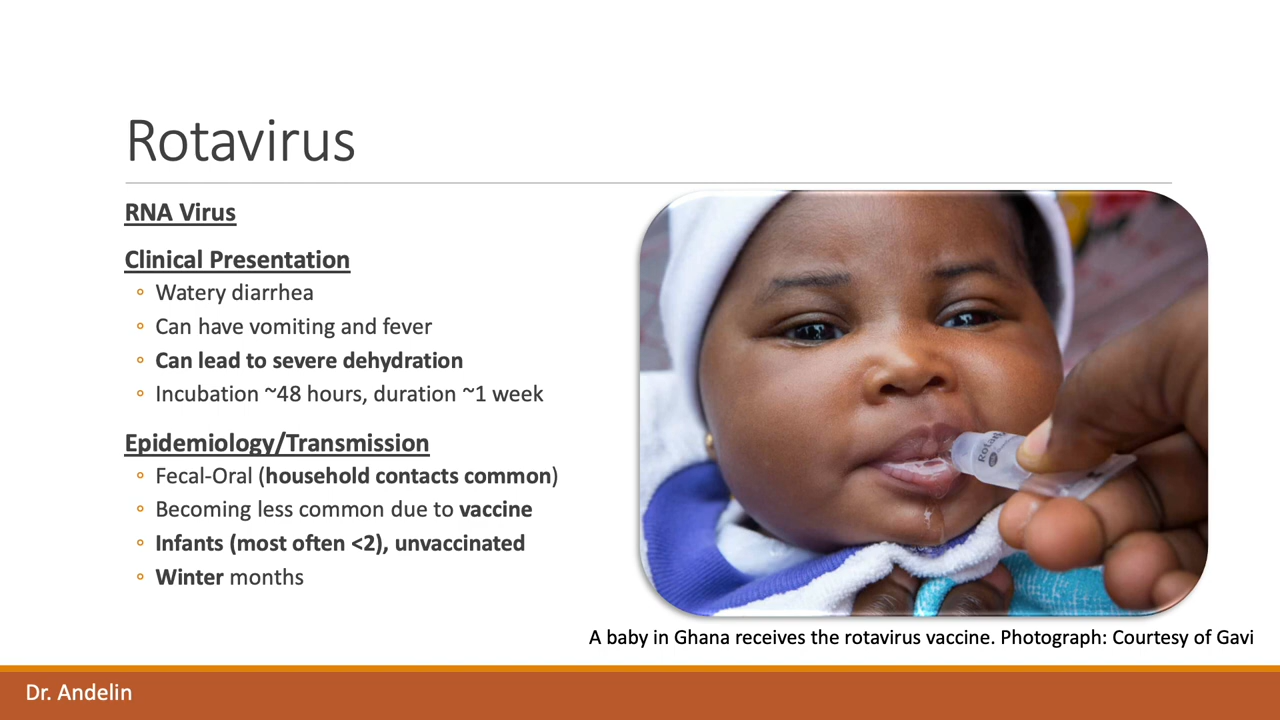 Rotavirus
RNA Virus
Clinical Presentation
Watery diarrhea
Can have vomiting and fever
Can lead to severe dehydration
Incubation ~48 hours, duration ~1 week
Epidemiology/Transmission
Fecal-Oral (household contacts common)
Becoming less common due to vaccine
Infants (most often <2), unvaccinated
Winter months
A baby in Ghana receives the rotavirus vaccine. Photograph: Courtesy of Gavi
Dr. Andelin